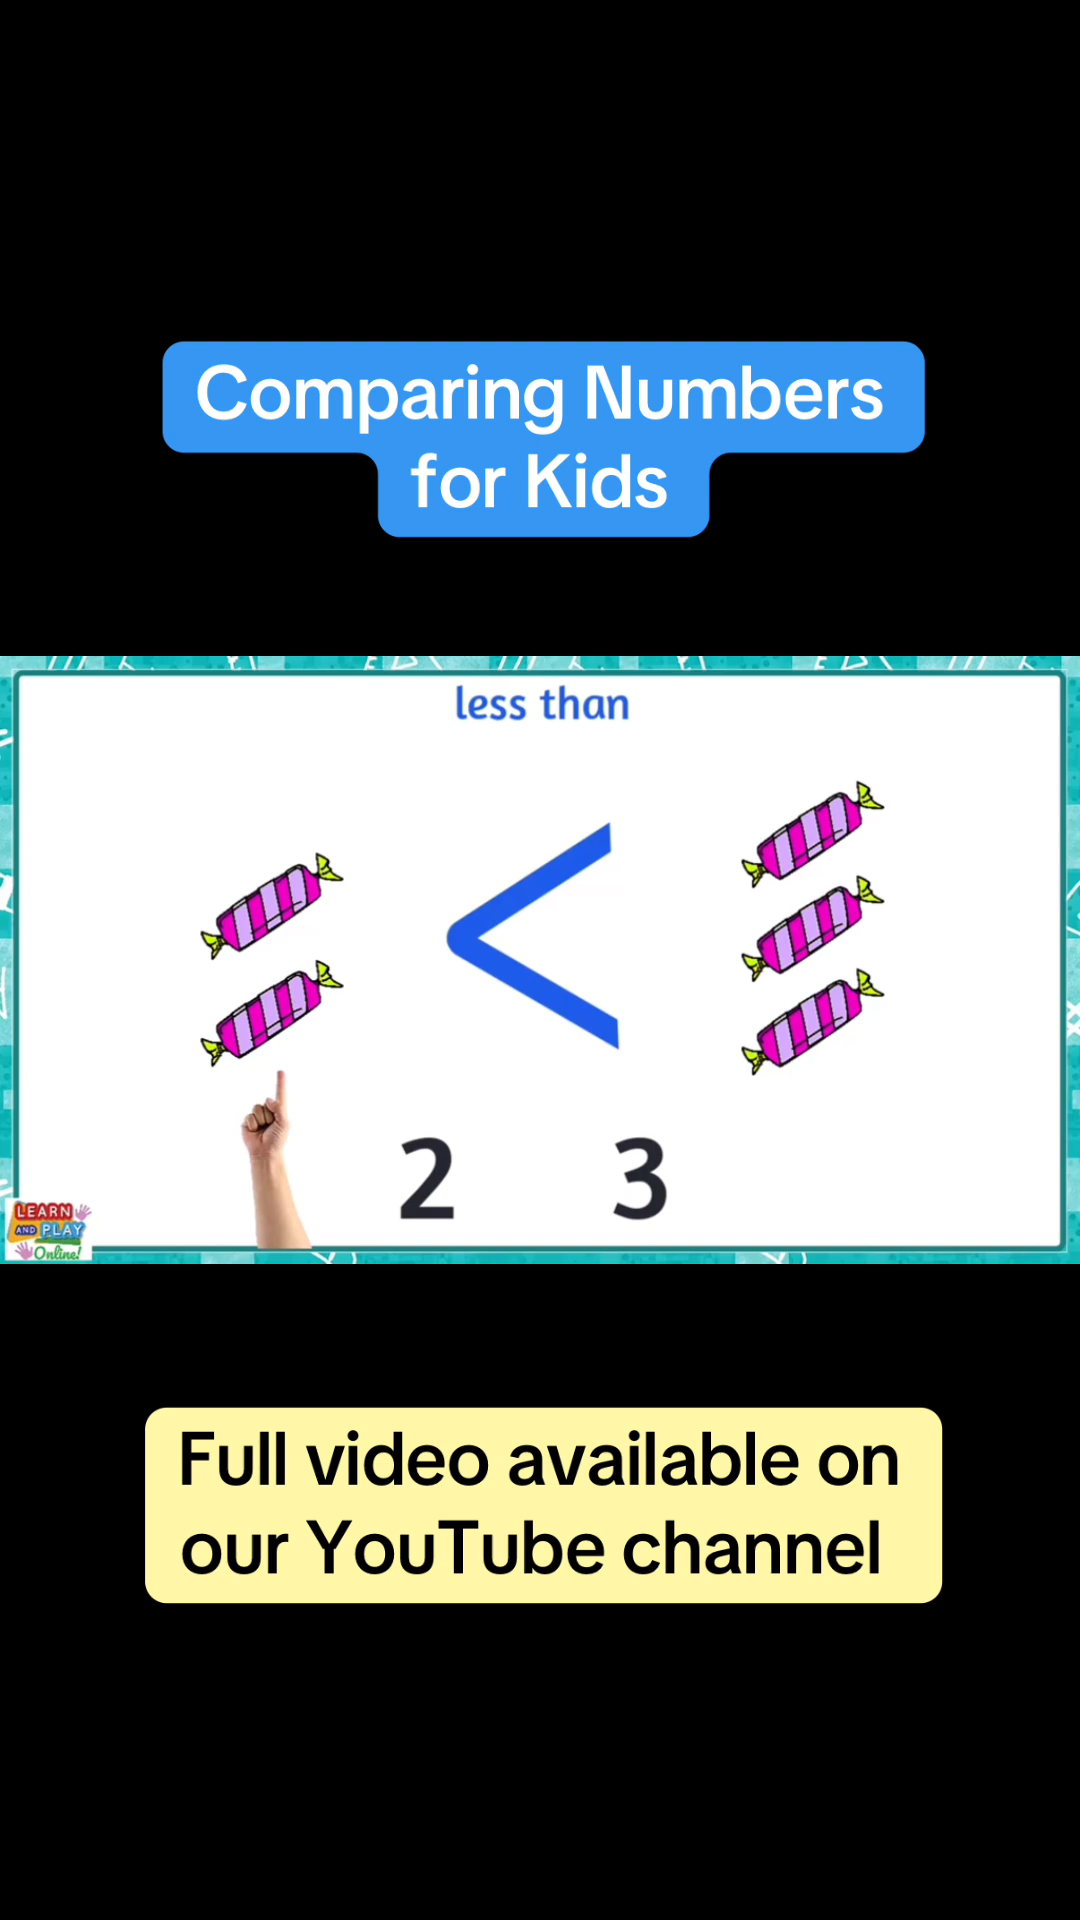 Comparing Numbers
for Kids
less than
<
2 3
LEARN
AND PLAY
Online!
Full video available on
our YouTube channel